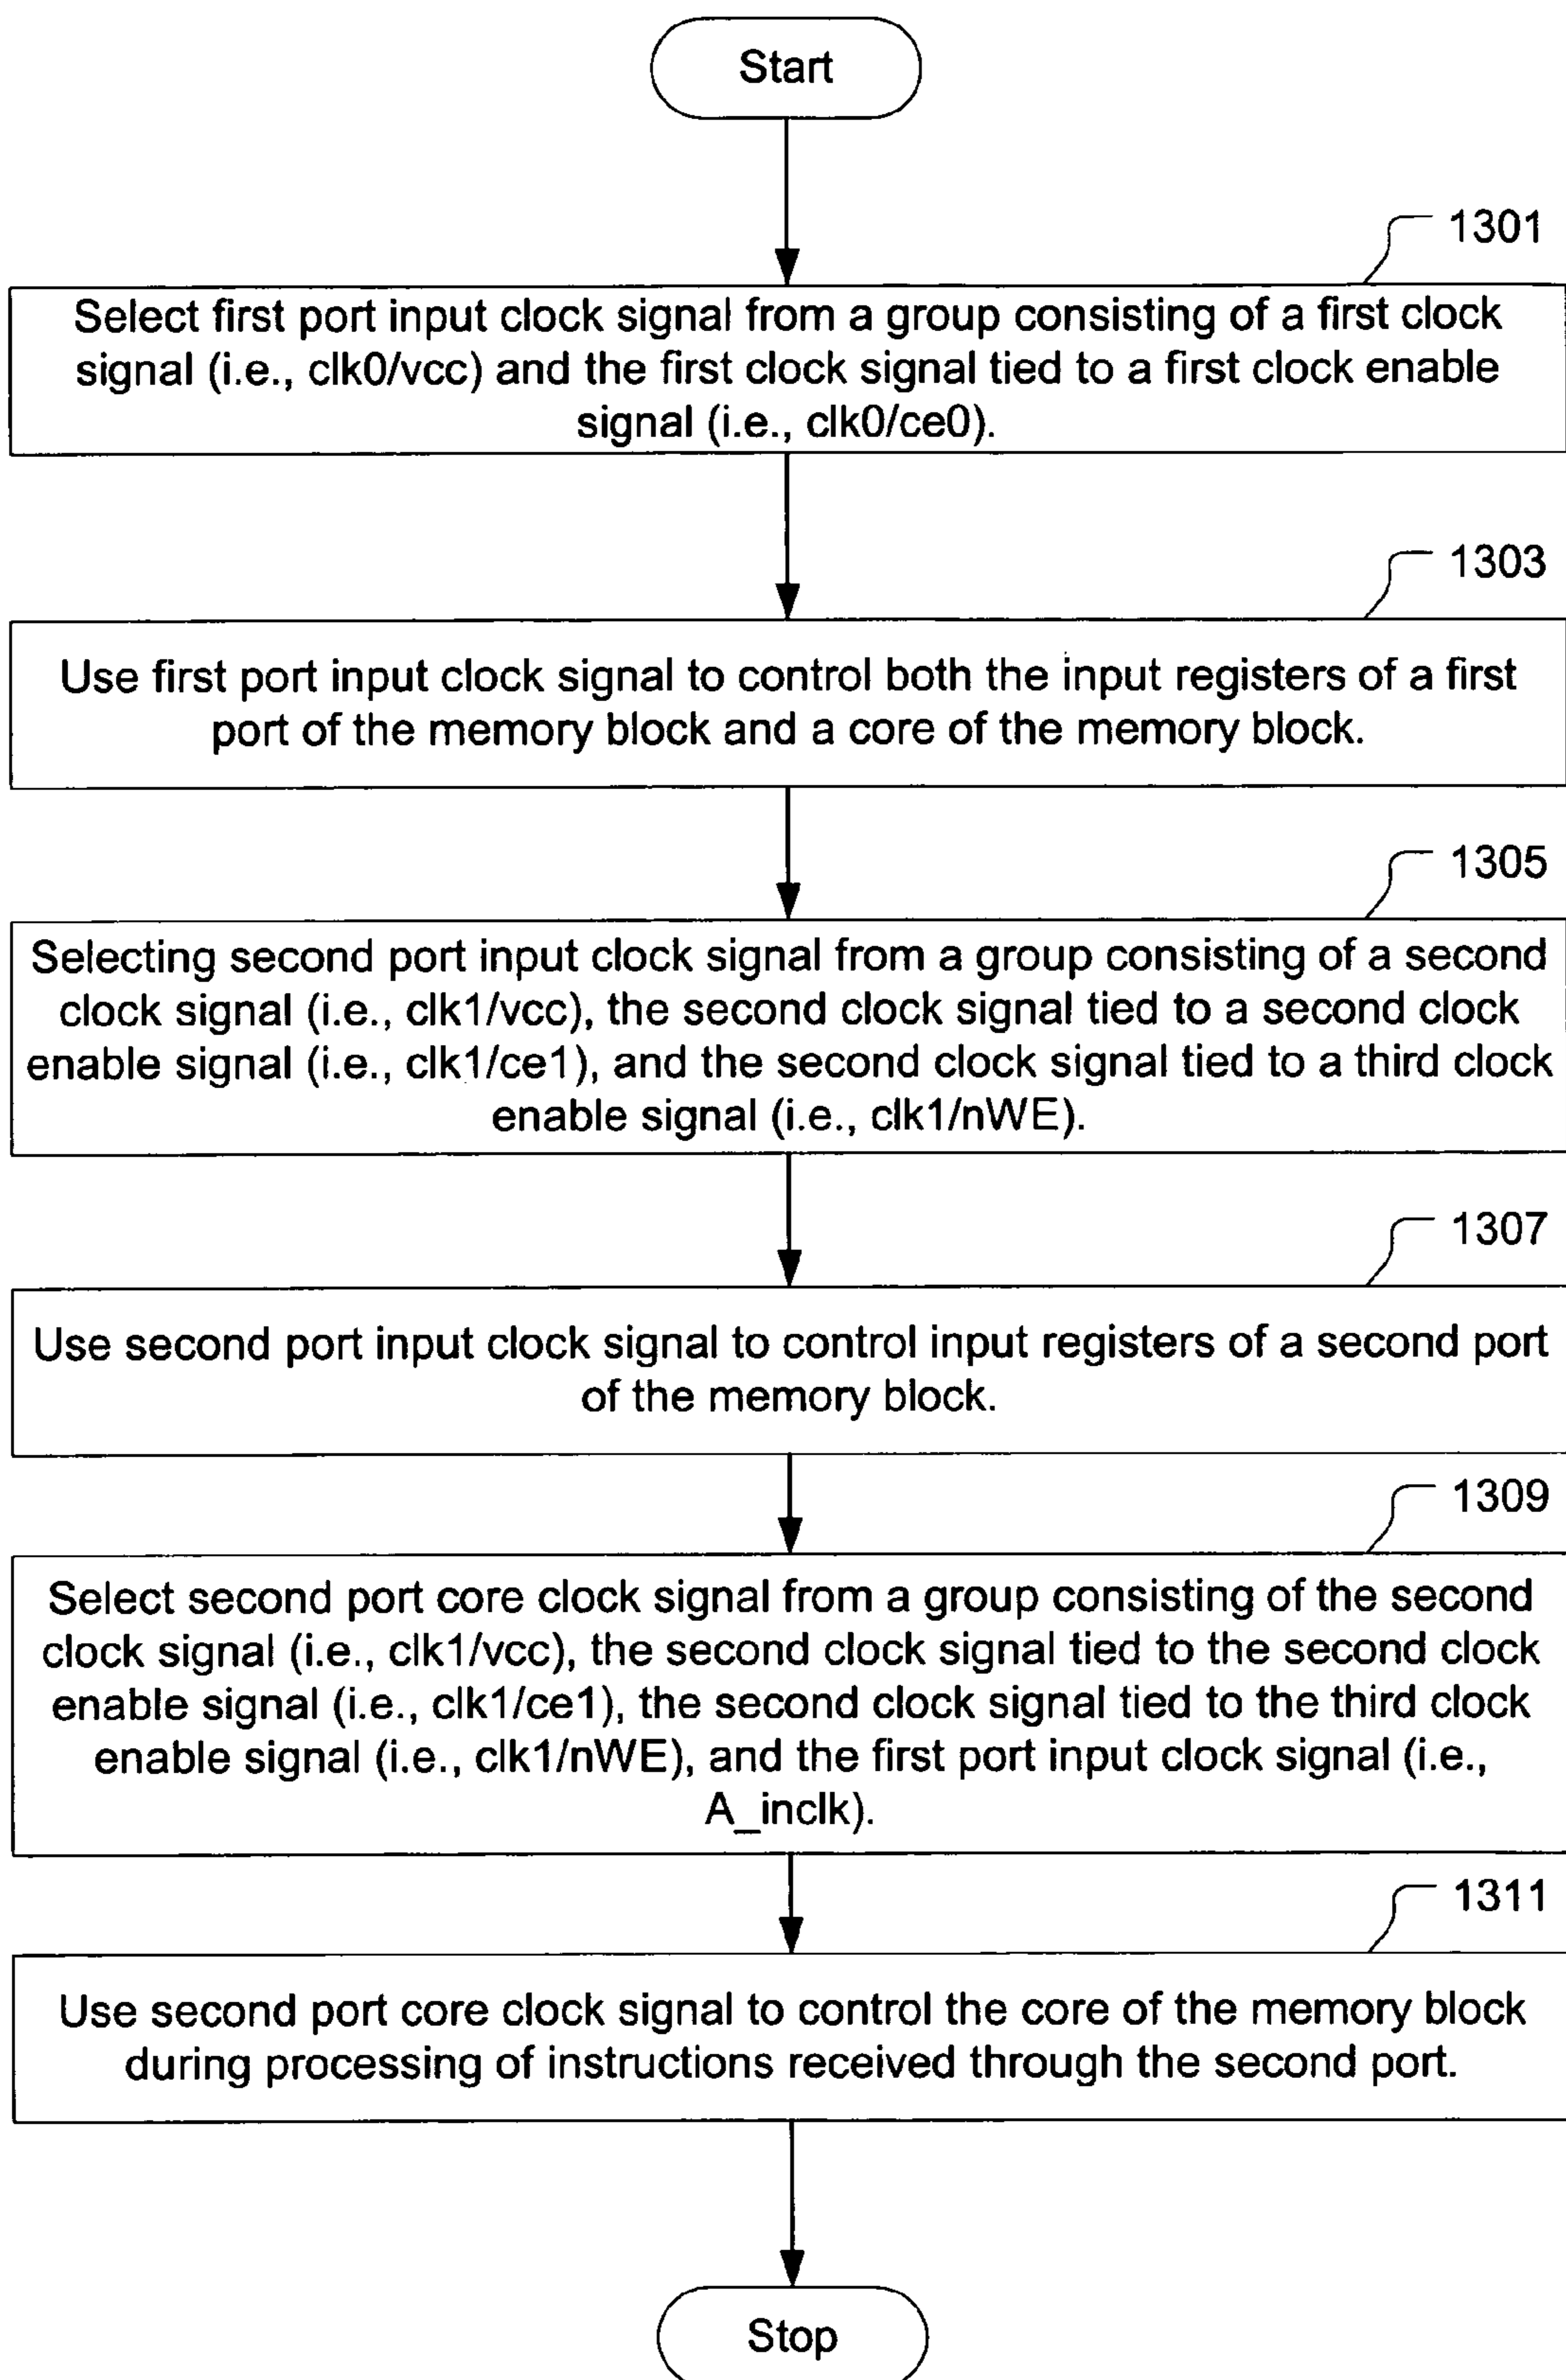 Start
1301
Select first port input clock signal from a group consisting of a first clock
signal (i.e., clk0/vcc) and the first clock signal tied to a first clock enable
signal (i.e., clk0/ce0).
1303
Use first port input clock signal to control both the input registers of a first
port of the memory block and a core of the memory block.
1305
Selecting second port input clock signal from a group consisting of a second
clock signal (i.e., clk1/vcc), the second clock signal tied to a second clock
enable signal (i.e., clk1/ce1), and the second clock signal tied to a third clock
enable signal (i.e., clk1/nWE).
1307
Use second port input clock signal to control input registers of a second port
of the memory block.
1309
Select second port core clock signal from a group consisting of the second
clock signal (i.e., clk1/vcc), the second clock signal tied to the second clock
enable signal (i.e., clk1/ce1), the second clock signal tied to the third clock
enable signal (i.e., clk1/nWE), and the first port input clock signal (i.e.,
A_inclk).
1311
Use second port core clock signal to control the core of the memory block
during processing of instructions received through the second port.
Stop